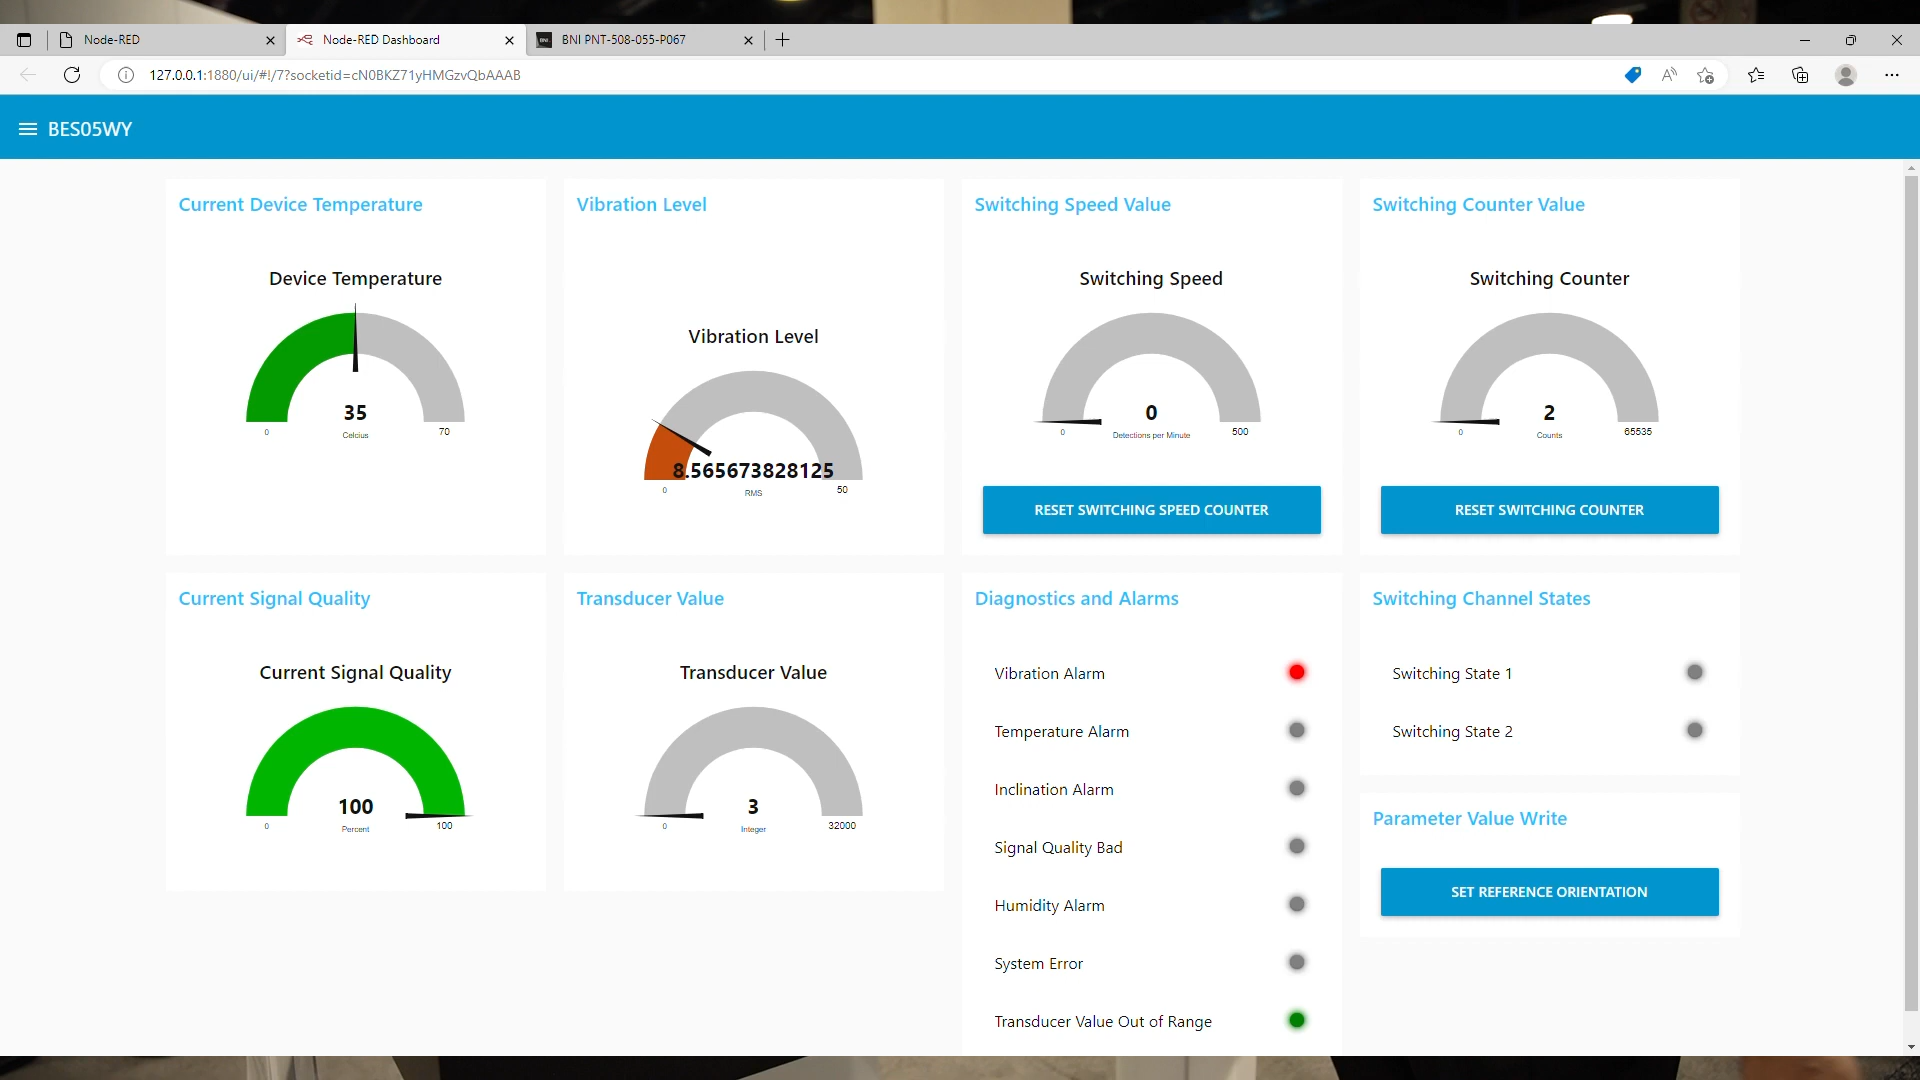 Node-RED
Node-RED Dashboard
BNI PNT-508-055-P067
127.0.0.1:1880/ui/#!/7?socketid=cN0BKZ71yHMGzvQbAAAB
BES05WY
Current Device Temperature
Device Temperature
35
Celcius
0
70
Vibration Level
Vibration Level
8.565673828125
RMS
0
50
Switching Speed Value
Switching Speed
0
Detections per Minute
0
500
RESET SWITCHING SPEED COUNTER
Switching Counter Value
Switching Counter
2
Counts
0
65535
RESET SWITCHING COUNTER
Current Signal Quality
Current Signal Quality
100
Percent
0
100
Transducer Value
Transducer Value
3
Integer
0
32000
Diagnostics and Alarms
Vibration Alarm
Temperature Alarm
Inclination Alarm
Signal Quality Bad
Humidity Alarm
System Error
Transducer Value Out of Range
Switching Channel States
Switching State 1
Switching State 2
Parameter Value Write
SET REFERENCE ORIENTATION